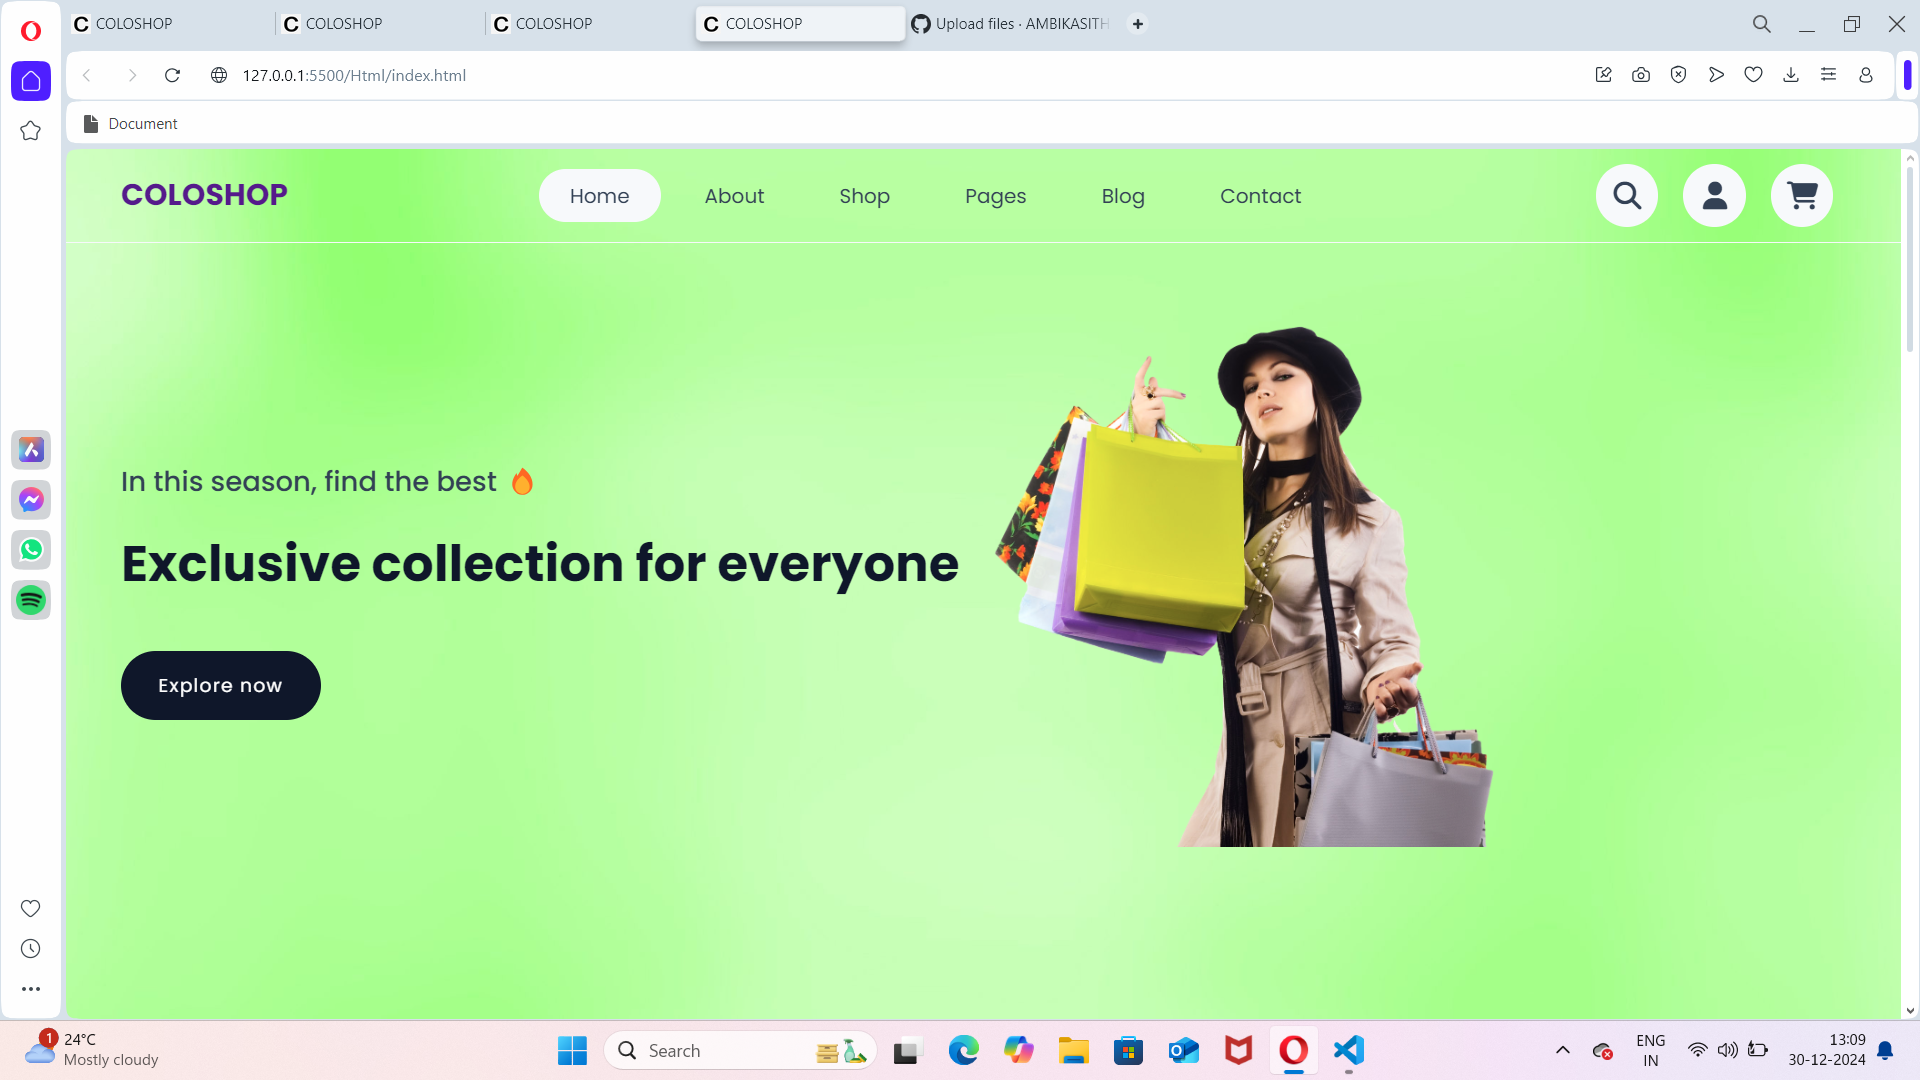 COLOSHOP
COLOSHOP
COLOSHOP
COLOSHOP
Upload files · AMBIKASITH
127.0.0.1:5500/Html/index.html
Document
COLOSHOP
Home
About
Shop
Pages
Blog
Contact
In this season, find the best 🔥
Exclusive collection for everyone
Explore now
1
24°C
Mostly cloudy
Search
ENG
IN
13:09
30-12-2024